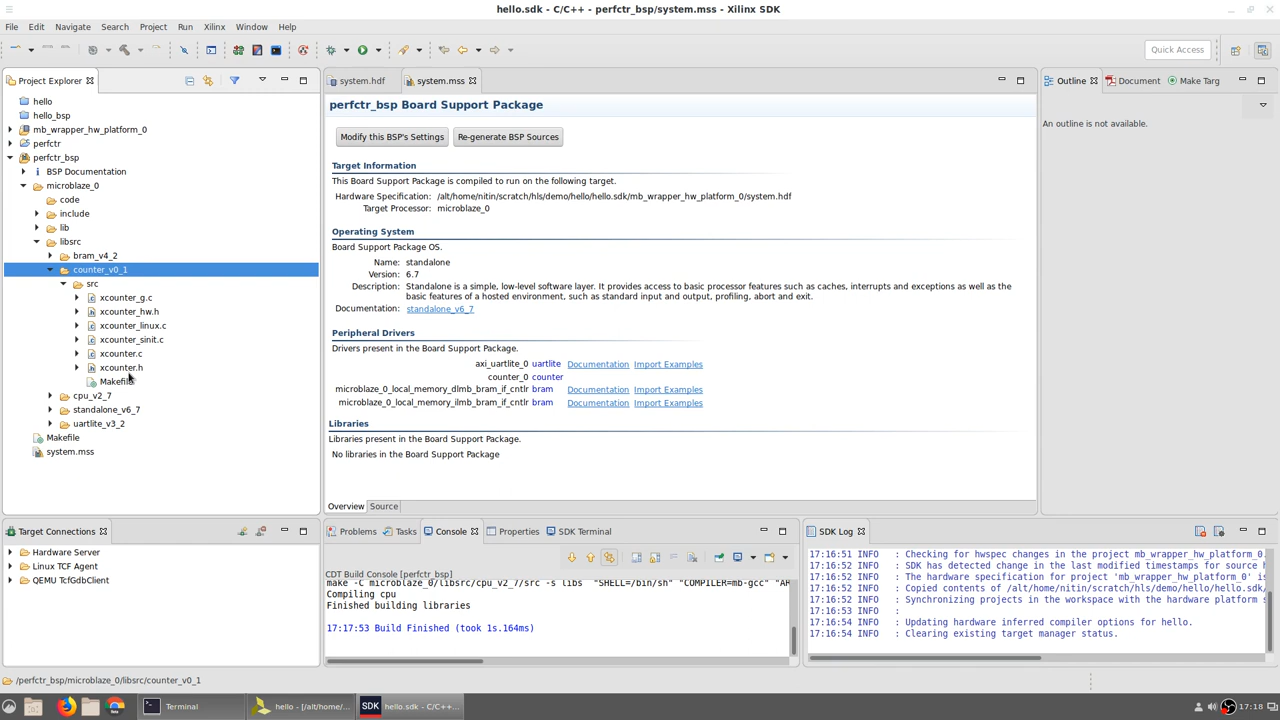 hello.sdk - C/C++ - perfctr_bsp/system.mss - Xilinx SDK
File Edit Navigate Search Project Run Xilinx Window Help
Quick Access
Project Explorer
hello
hello_bsp
mb_wrapper_hw_platform_0
perfctr
perfctr_bsp
BSP Documentation
microblaze_0
code
include
lib
libsrc
bram_v4_2
counter_v0_1
src
xcounter_g.c
xcounter_hw.h
xcounter_linux.c
xcounter_sinit.c
xcounter.c
xcounter.h
Makefile
cpu_v2_7
standalone_v6_7
uartlite_v3_2
Makefile
system.mss
system.hdf system.mss
perfctr_bsp Board Support Package
Modify this BSP's Settings Re-generate BSP Sources
Target Information
This Board Support Package is compiled to run on the following target.
Hardware Specification: /alt/home/nitin/scratch/hls/demo/hello/hello.sdk/mb_wrapper_hw_platform_0/system.hdf
Target Processor: microblaze_0
Operating System
Board Support Package OS.
Name: standalone
Version: 6.7
Description: Standalone is a simple, low-level software layer. It provides access to basic processor features such as caches, interrupts and exceptions as well as the
basic features of a hosted environment, such as standard input and output, profiling, abort and exit.
Documentation: standalone_v6_7
Peripheral Drivers
Drivers present in the Board Support Package.
axi_uartlite_0 uartlite Documentation Import Examples
counter_0 counter
microblaze_0_local_memory_dlmb_bram_if_cntlr bram Documentation Import Examples
microblaze_0_local_memory_ilmb_bram_if_cntlr bram Documentation Import Examples
Libraries
Libraries present in the Board Support Package.
No libraries in the Board Support Package
Overview Source
Outline Document Make Targ
An outline is not available.
Target Connections
Hardware Server
Linux TCF Agent
QEMU TcfGdbClient
Problems Tasks Console Properties SDK Terminal
CDT Build Console [perfctr_bsp]
make -C microblaze_0/libsrc/cpu_v2_7/src -s libs "SHELL=/bin/sh" "COMPILER=mb-gcc" "AR
Compiling cpu
Finished building libraries
17:17:53 Build Finished (took 1s.164ms)
SDK Log
17:16:51 INFO : Checking for hwspec changes in the project mb_wrapper_hw_platform_0.
17:16:52 INFO : SDK has detected change in the last modified timestamps for source h
17:16:52 INFO : The hardware specification for project 'mb_wrapper_hw_platform_0' is
17:16:52 INFO : Copied contents of /alt/home/nitin/scratch/hls/demo/hello/hello.sdk/
17:16:52 INFO : Synchronizing projects in the workspace with the hardware platform s
17:16:53 INFO :
17:16:54 INFO : Updating hardware inferred compiler options for hello.
17:16:54 INFO : Clearing existing target manager status.
/perfctr_bsp/microblaze_0/libsrc/counter_v0_1
Terminal
hello - [/alt/home/...
SDK hello.sdk - C/C++...
17:18